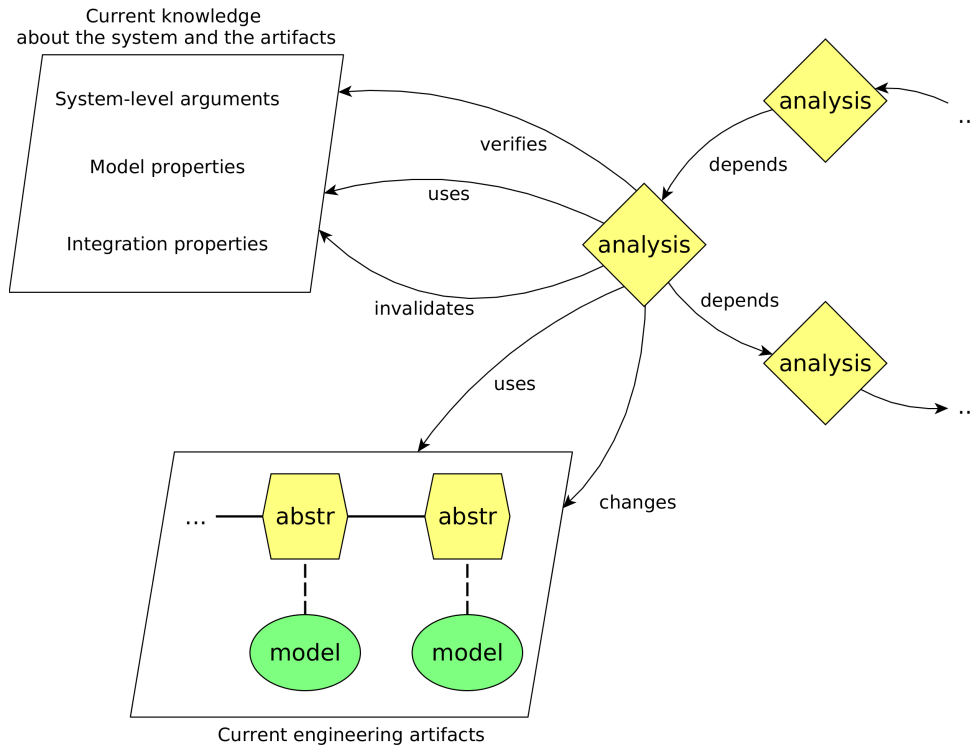 Current knowledge
about the system and the artifacts
System-level arguments
Model properties
Integration properties
verifies
uses
invalidates
analysis
..
depends
analysis
depends
analysis
..
uses
changes
... abstr abstr
model model
Current engineering artifacts